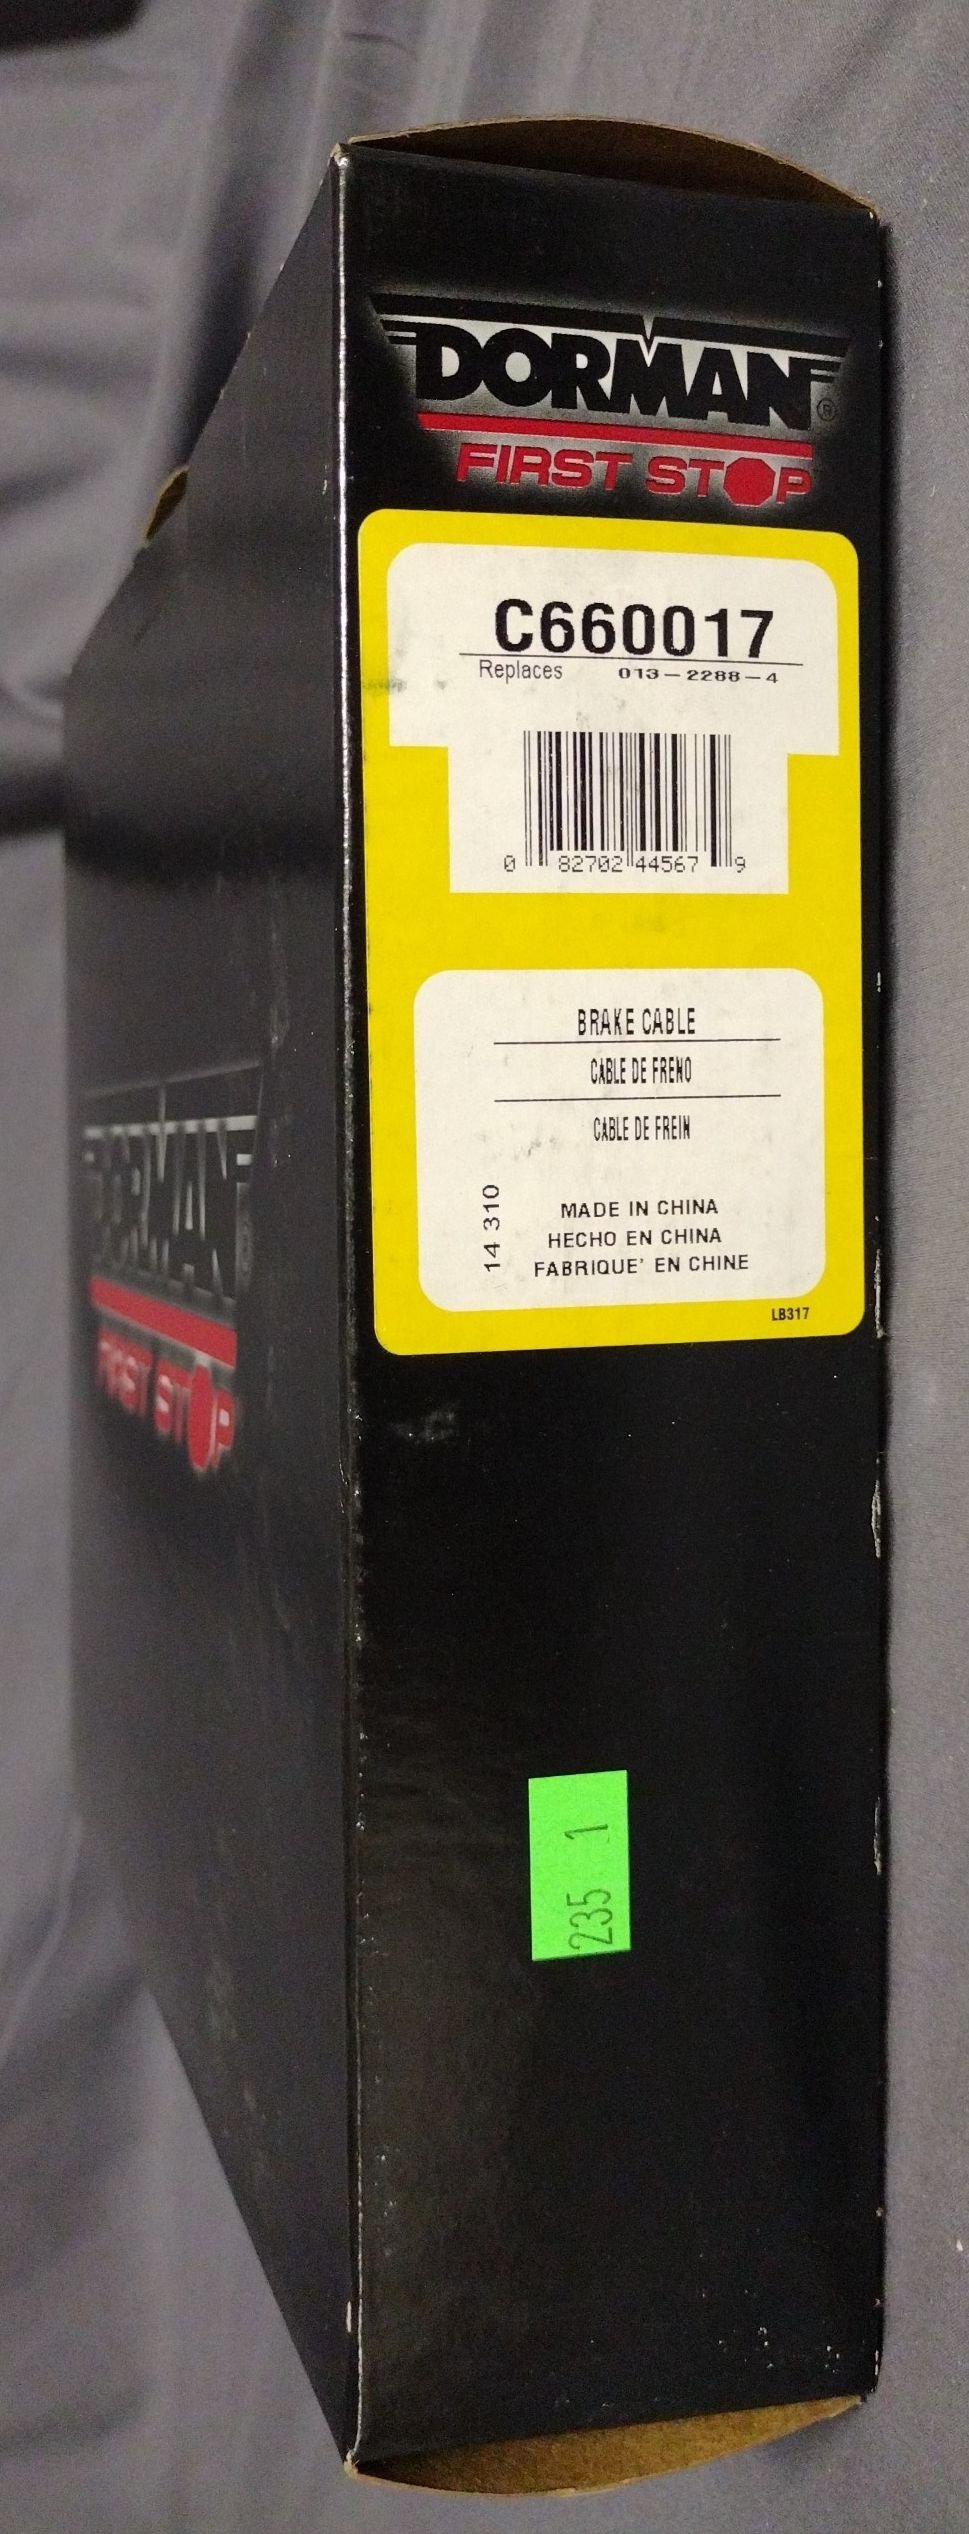 DORMAN®
FIRST STOP
C660017
Replaces 013-2288-4
0 82702 44567 9
BRAKE CABLE
CABLE DE FRENO
CABLE DE FREIN
14 310
MADE IN CHINA
HECHO EN CHINA
FABRIQUE' EN CHINE
LB317
235 1
DORMAN
FIRST STOP